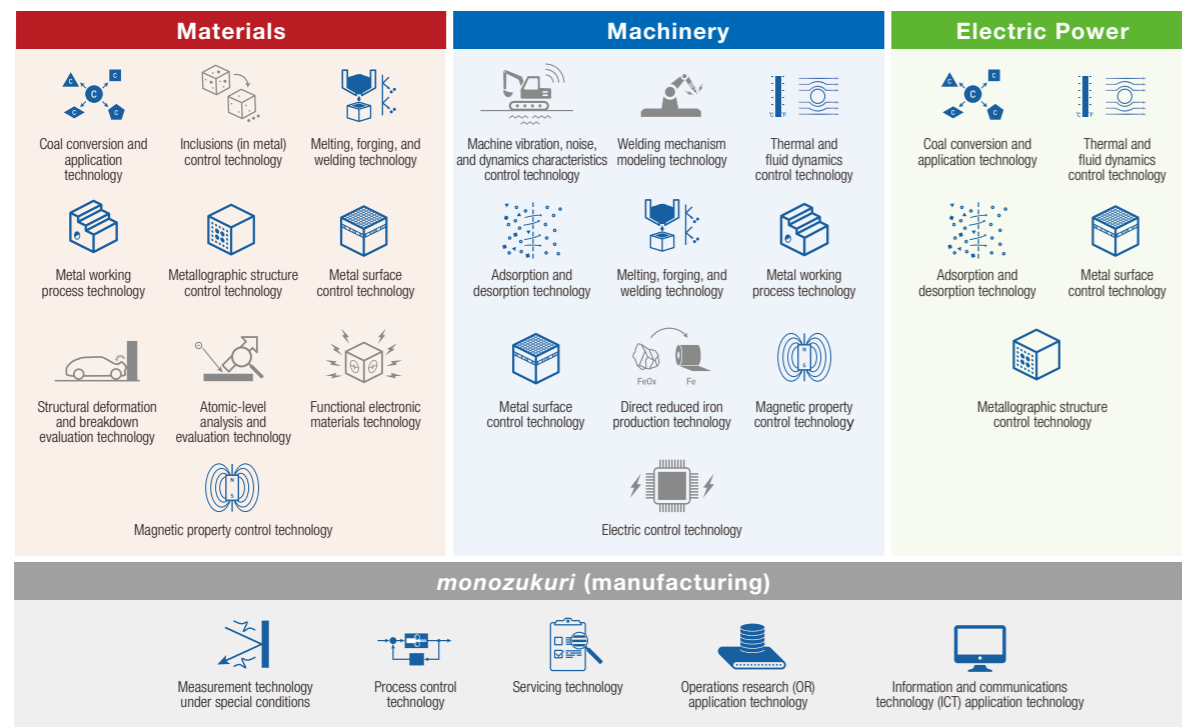 Materials
Machinery
Electric Power
C
C
C
C
C
Coal conversion and
application
technology
Inclusions (in metal)
control technology
Melting, forging, and
welding technology
Machine vibration, noise,
and dynamics characteristics
control technology
Welding mechanism
modeling technology
°C °F
Thermal and
fluid dynamics
control technology
C
C
C
C
C
Coal conversion and
application technology
°C °F
Thermal and
fluid dynamics
control technology
Metal working
process technology
Metallographic structure
control technology
Metal surface
control technology
Adsorption and
desorption technology
Melting, forging, and
welding technology
Metal working
process technology
Adsorption and
desorption technology
Metal surface
control technology
Structural deformation
and breakdown
evaluation technology
Atomic-level
analysis and
evaluation technology
Functional electronic
materials technology
Metal surface
control technology
FeOx Fe
Direct reduced iron
production technology
N
S
Magnetic property
control technology
Metallographic structure
control technology
N
S
Magnetic property control technology
Electric control technology
monozukuri (manufacturing)
Measurement technology
under special conditions
Process control
technology
Servicing technology
Operations research (OR)
application technology
Information and communications
technology (ICT) application technology